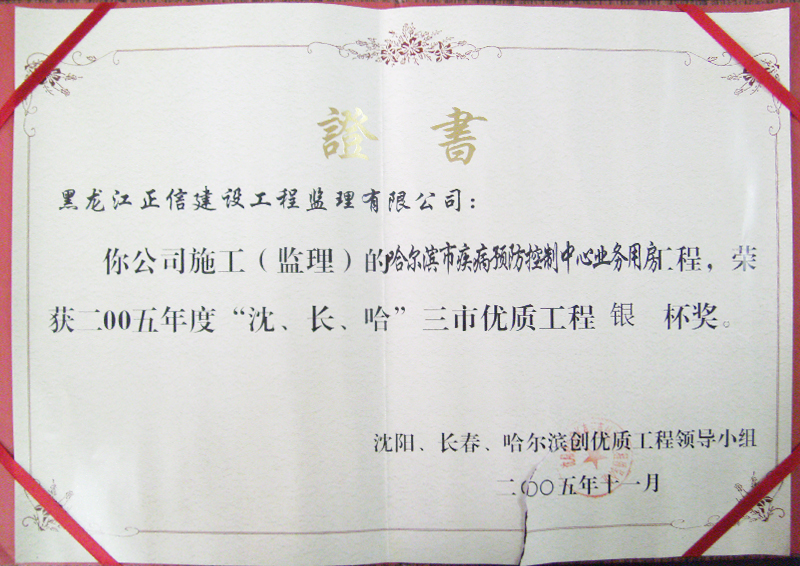 證 書
黑龙江正信建设工程监理有限公司：
你公司施工（监理）的哈尔滨市疾病预防控制中心业务用房工程，荣
获二00五年度“沈、长、哈”三市优质工程 银 杯奖。
沈阳、长春、哈尔滨创优质工程领导小组
二〇〇五年十一月